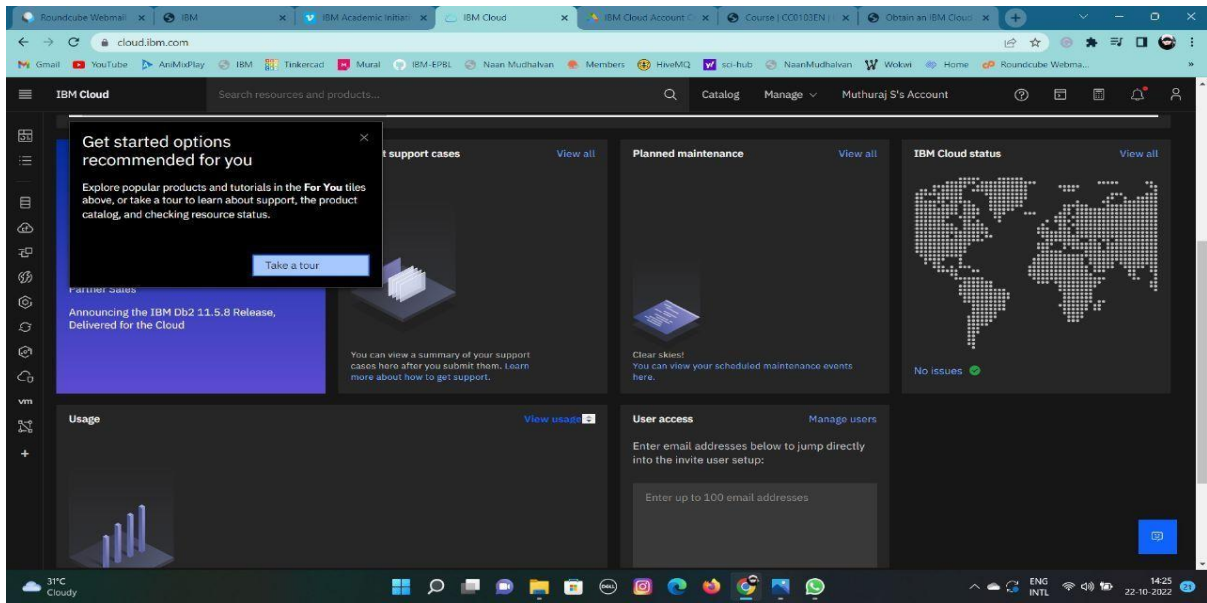 Roundcube Webmail
IBM
IBM Academic Initiati
IBM Cloud
IBM Cloud Account C
Course | CC0103EN |
Obtain an IBM Cloud
cloud.ibm.com
Gmail
YouTube
AniMixPlay
IBM
Tinkercad
Mural
IBM-EPBL
Naan Mudhalvan
Members
HiveMQ
sci-hub
NaanMudhalvan
Wokwi
Home
Roundcube Webma...
»
IBM Cloud
Search resources and products...
Catalog
Manage
Muthuraj S's Account
Get started options
recommended for you
Explore popular products and tutorials in the For You tiles
above, or take a tour to learn about support, the product
catalog, and checking resource status.
Take a tour
Partner Sales
Announcing the IBM Db2 11.5.8 Release,
Delivered for the Cloud
t support cases
View all
You can view a summary of your support
cases here after you submit them. Learn
more about how to get support.
Planned maintenance
View all
Clear skies!
You can view your scheduled maintenance events
here.
IBM Cloud status
View all
No issues
vm
Usage
View usage
User access
Manage users
Enter email addresses below to jump directly
into the invite user setup:
Enter up to 100 email addresses
31°C
Cloudy
DELL
ENG
INTL
14:25
22-10-2022
21